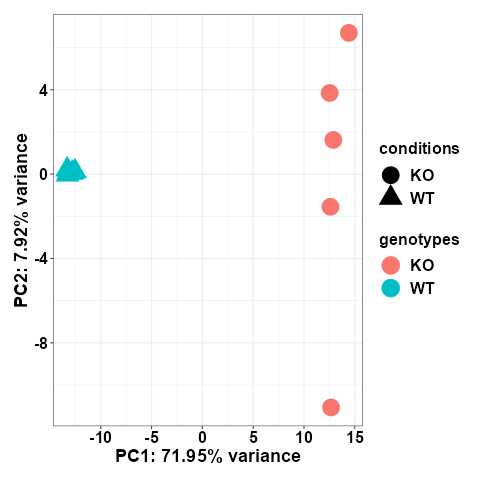 4
0
-4
-8
PC2: 7.92% variance
-10 -5 0 5 10 15
PC1: 71.95% variance
conditions
KO
WT
genotypes
KO
WT